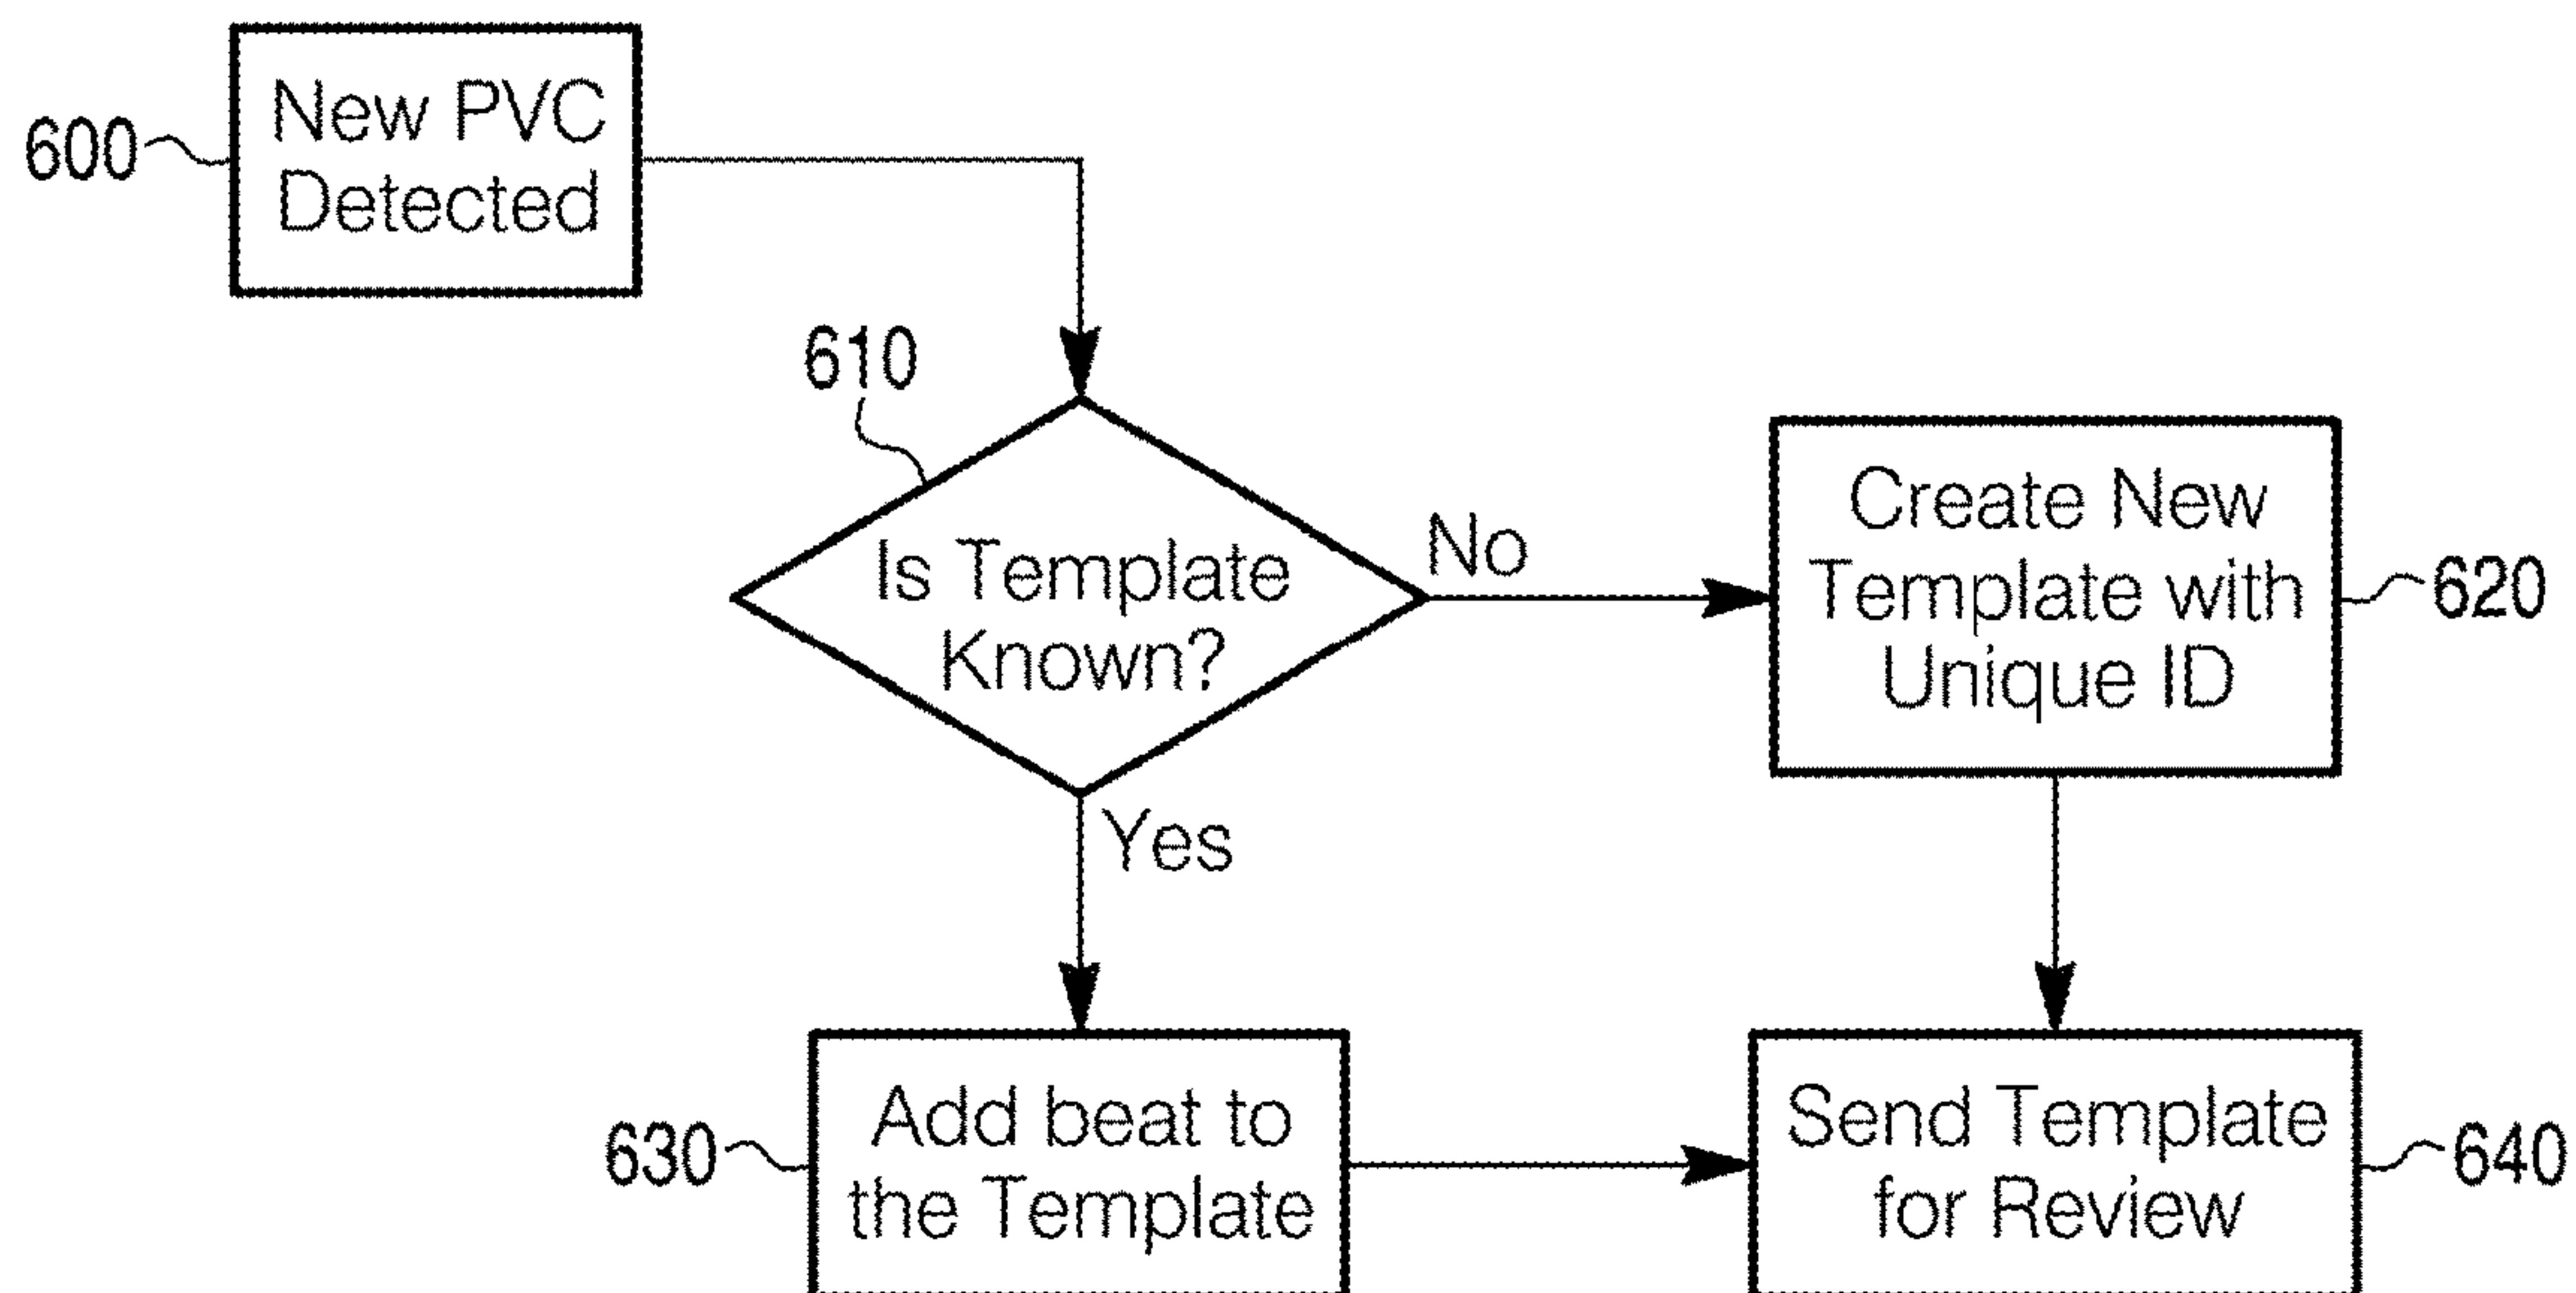 600
New PVC
Detected
610
Is Template
Known?
No
Create New
Template with
Unique ID
620
Yes
630
Add beat to
the Template
Send Template
for Review
640